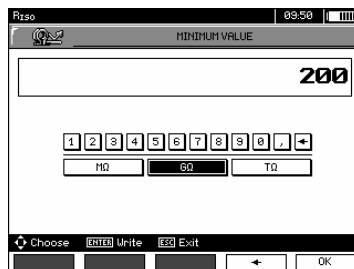 RISO 09:50
MINIMUM VALUE
200
1 2 3 4 5 6 7 8 9 0 , ←
MΩ GΩ TΩ
Choose ENTER Write ESC Exit
← OK